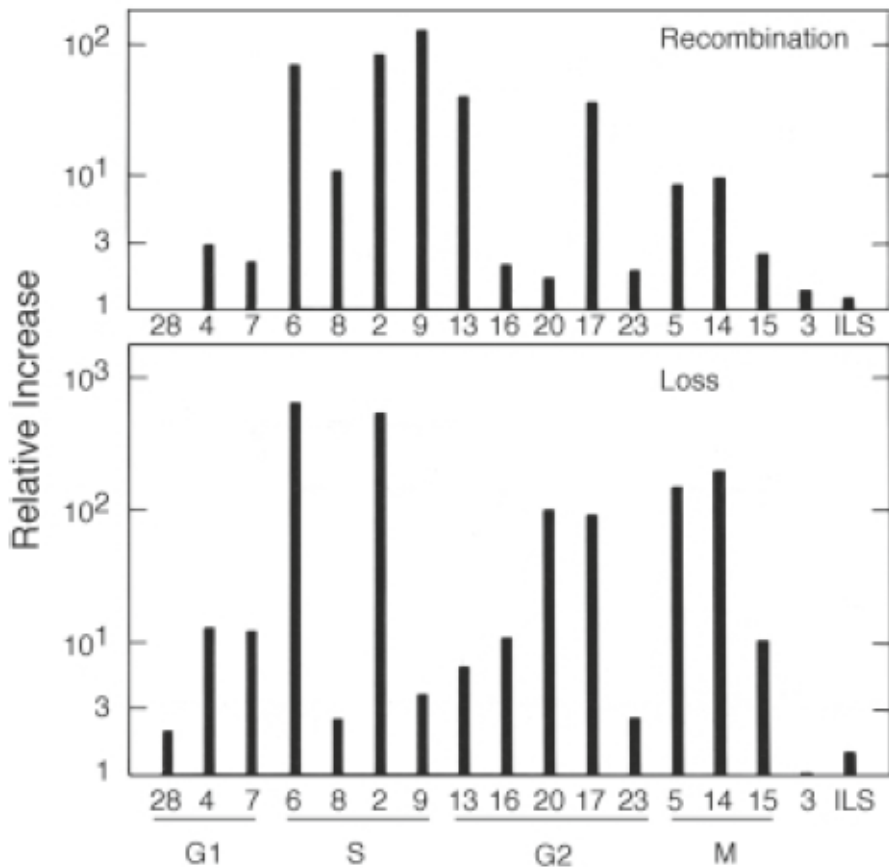 Relative Increase
Recombination
10²
10¹
3
1
28 4 7 6 8 2 9 13 16 20 17 23 5 14 15 3 ILS
Loss
10³
10²
10¹
3
1
28 4 7 6 8 2 9 13 16 20 17 23 5 14 15 3 ILS
G1 S G2 M